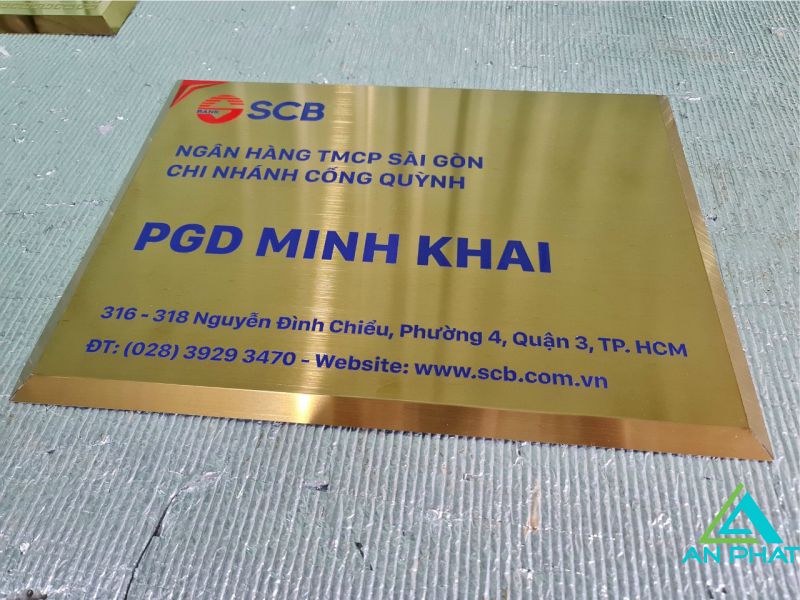 BANK SCB
NGÂN HÀNG TMCP SÀI GÒN
CHI NHÁNH CỐNG QUỲNH
PGD MINH KHAI
316 - 318 Nguyễn Đình Chiểu, Phường 4, Quận 3, TP. HCM
ĐT: (028) 3929 3470 - Website: www.scb.com.vn
AN PHAT